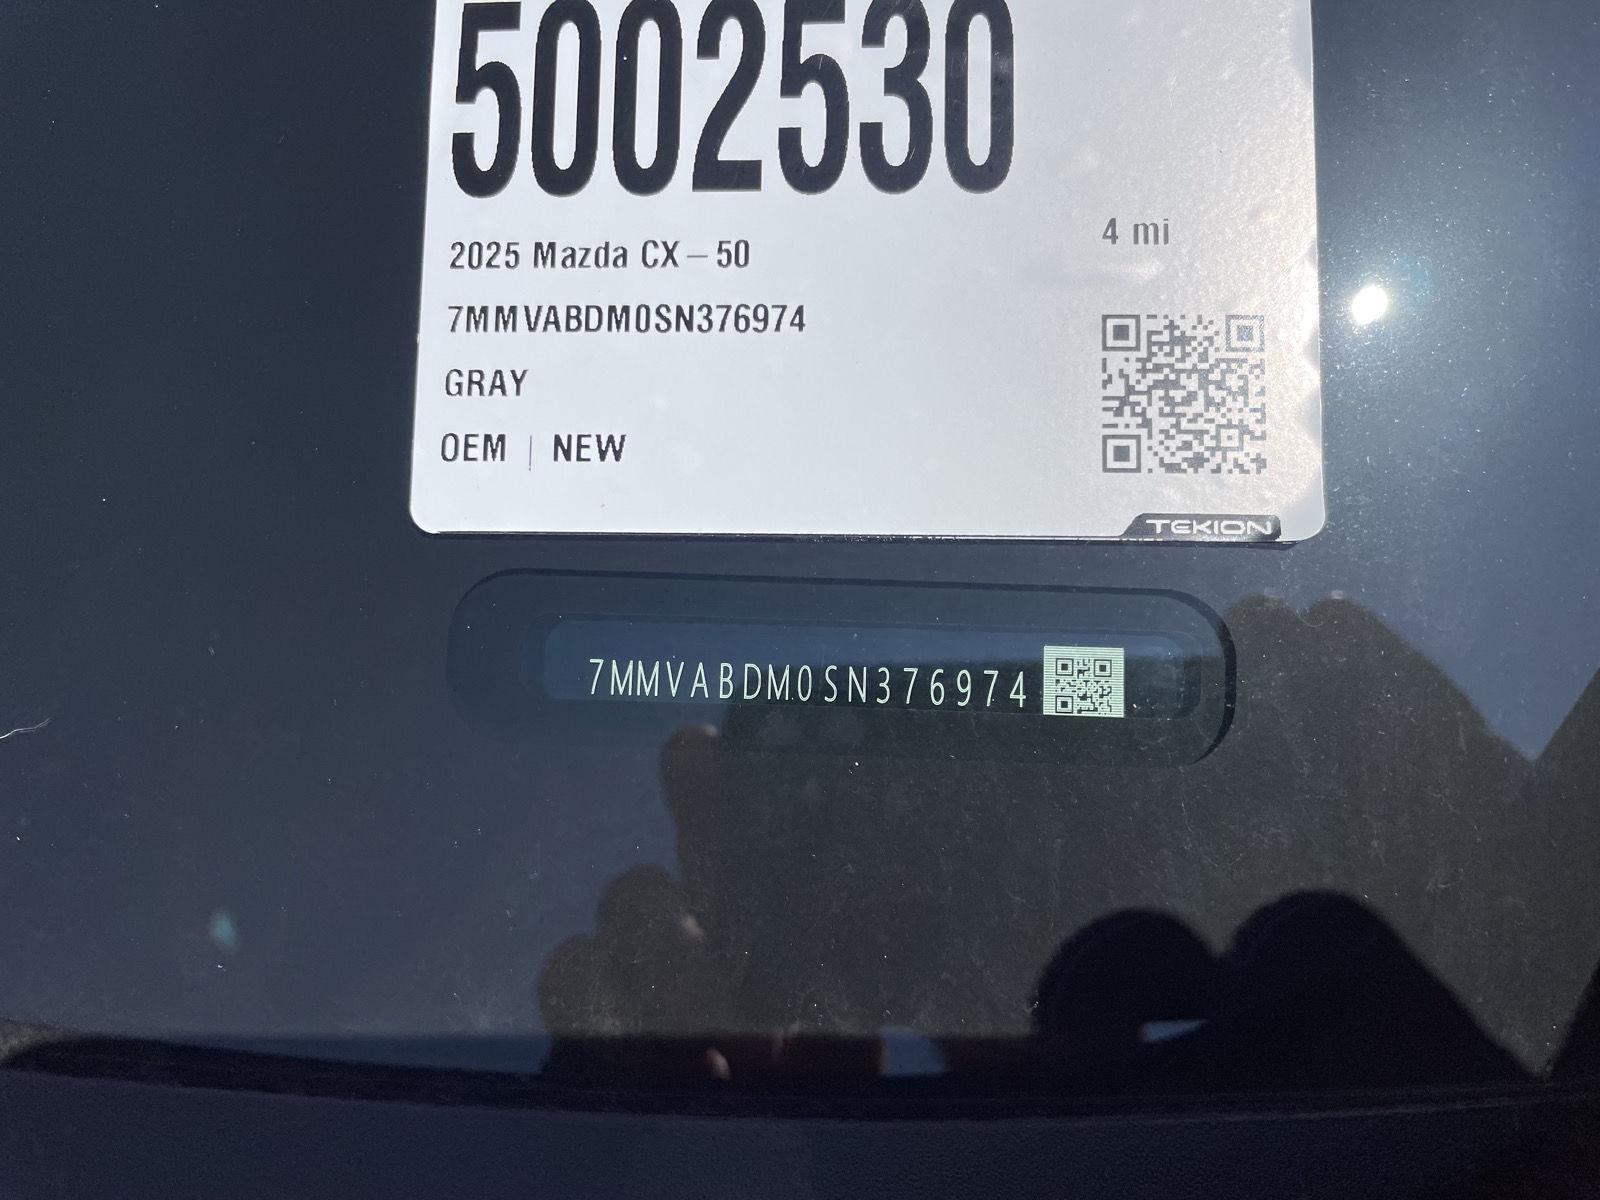 5002530
2025 Mazda CX-50
4 mi
7MMVABDM0SN376974
GRAY
OEM | NEW
TEKION
7MMVABDM0SN376974